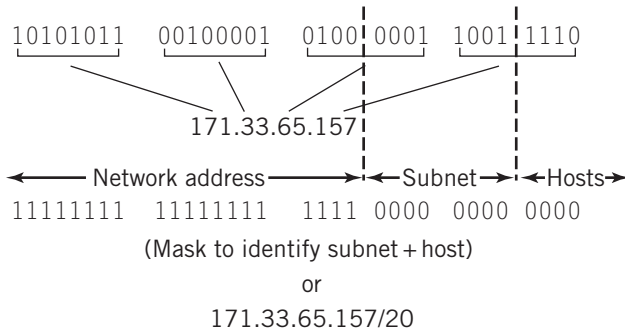 10101011 00100001 0100 0001 1001 1110
171.33.65.157
Network address Subnet Hosts
11111111 11111111 1111 0000 0000 0000
(Mask to identify subnet + host)
or
171.33.65.157/20